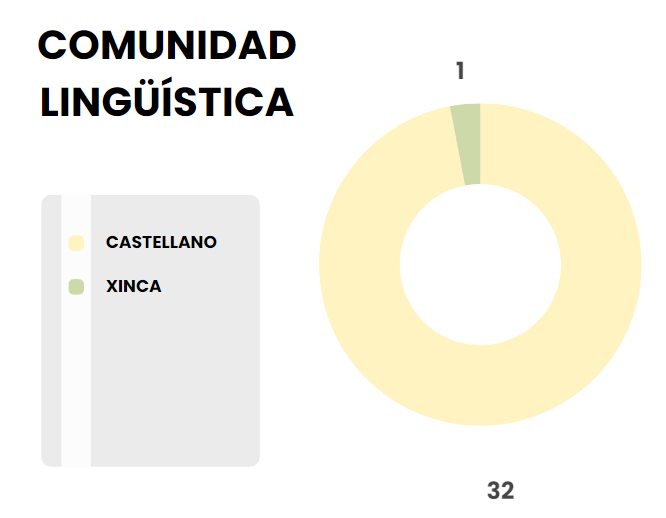 COMUNIDAD
LINGÜÍSTICA
1
CASTELLANO
XINCA
32